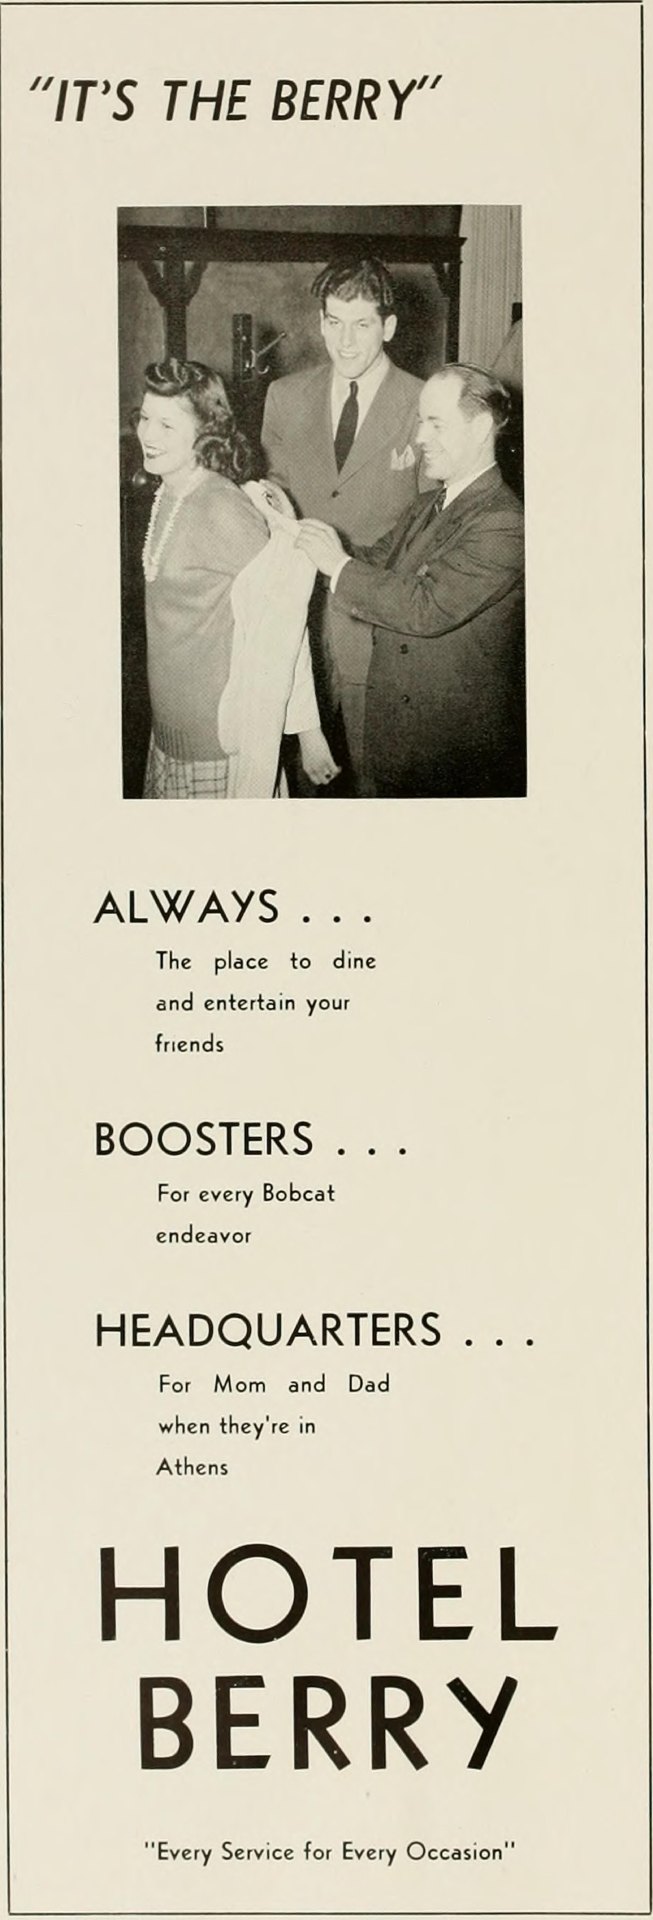 "IT'S THE BERRY"
ALWAYS . . .
The place to dine
and entertain your
friends
BOOSTERS . . .
For every Bobcat
endeavor
HEADQUARTERS . . .
For Mom and Dad
when they're in
Athens
HOTEL
BERRY
"Every Service for Every Occasion"